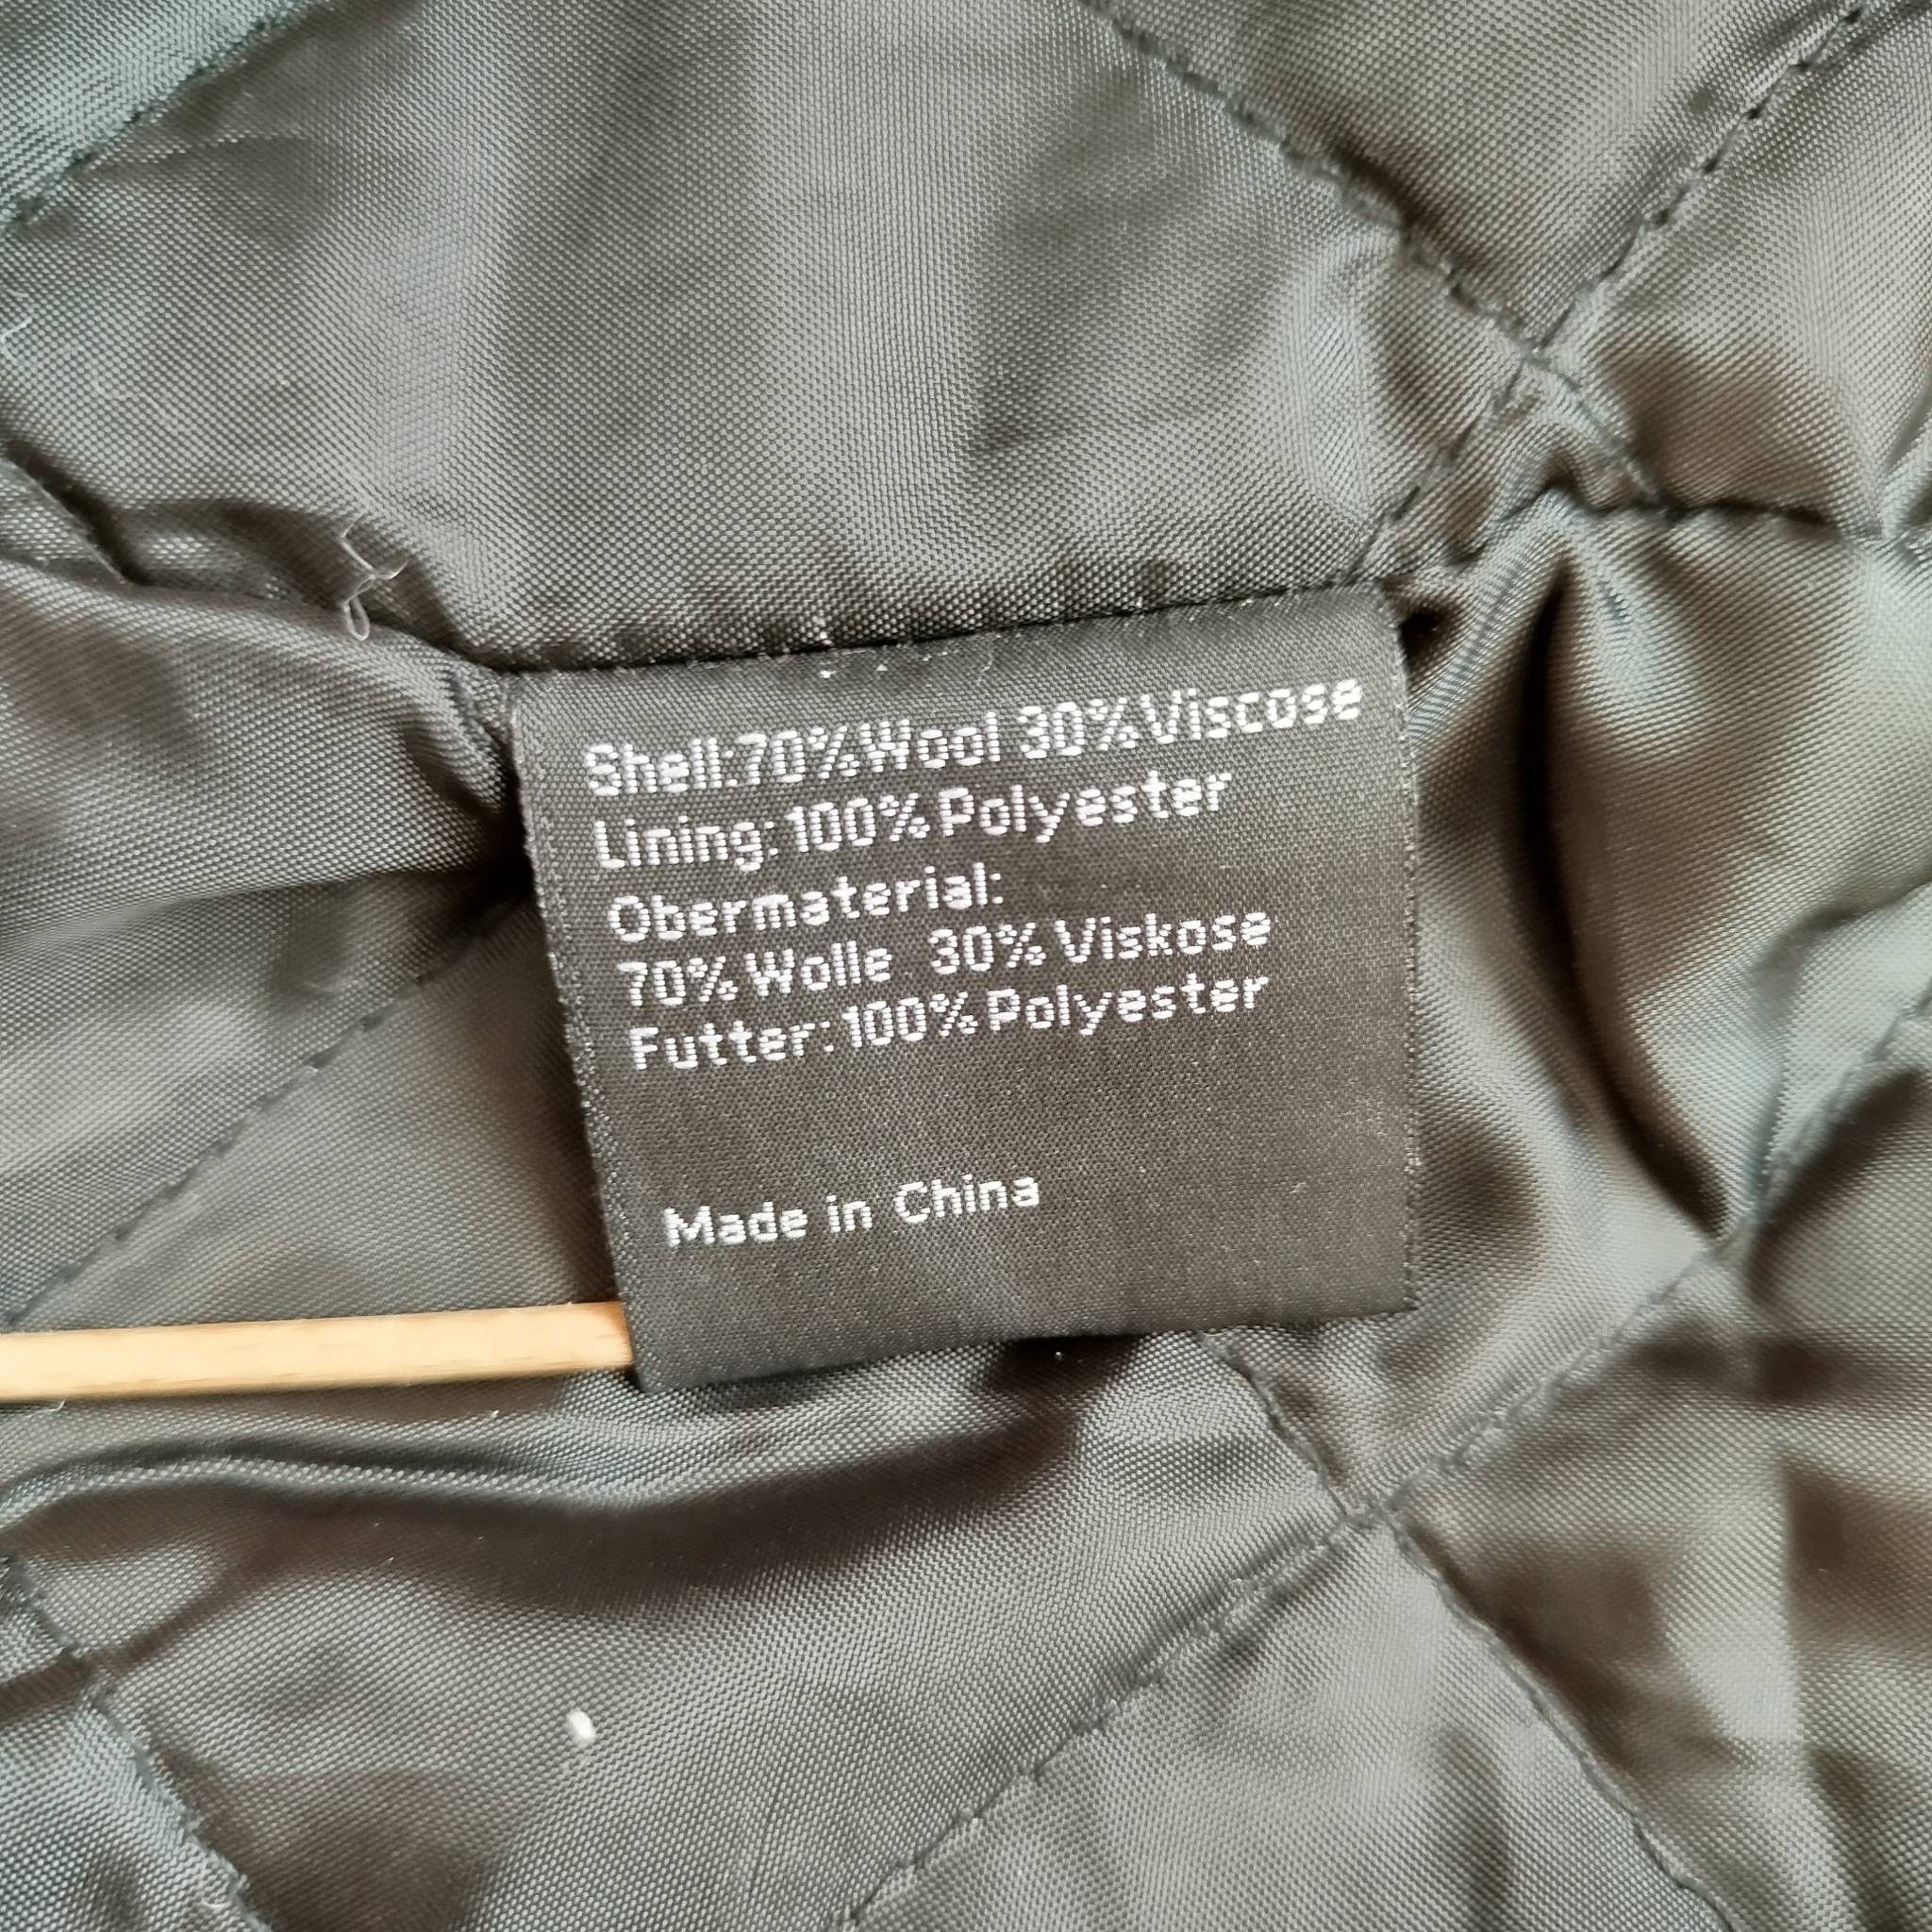 Shell:70%Wool 30%Viscose
Lining:100%Polyester
Obermaterial:
70%Wolle 30%Viskose
Futter:100%Polyester
Made in China